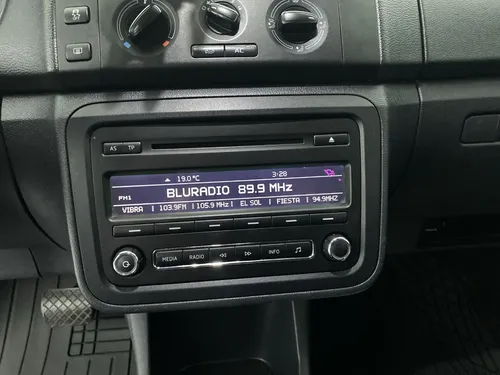 AC
AS TP
19.0°C 3:28
FM1 BLURADIO 89.9 MHz
VIBRA | 103.9FM | 105.9 MHz | EL SOL | FIESTA | 94.9MHZ
MEDIA RADIO INFO